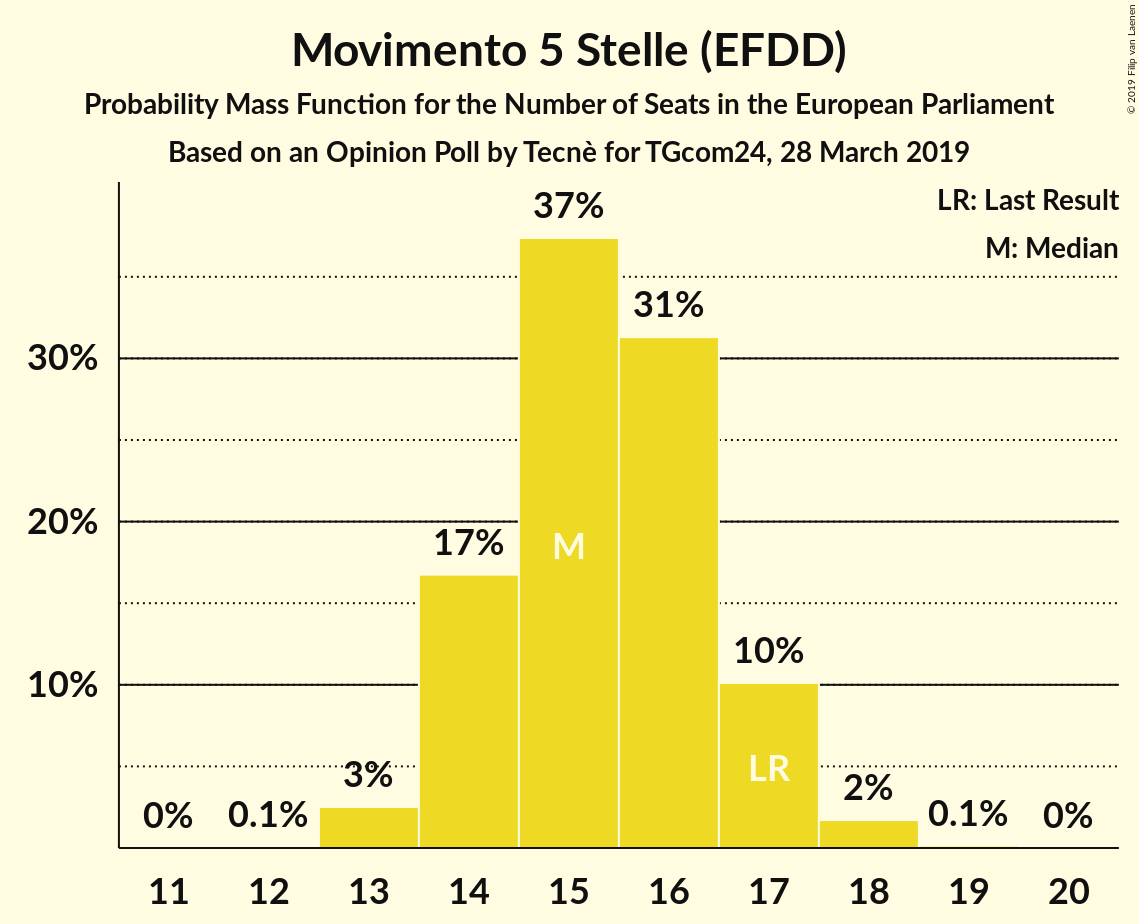 Movimento 5 Stelle (EFDD)
Probability Mass Function for the Number of Seats in the European Parliament
Based on an Opinion Poll by Tecnè for TGcom24, 28 March 2019
© 2019 Filip van Laenen
LR: Last Result
M: Median
37%
31%
30%
20%
17%
M
10%
10%
LR
3%
2%
0%
0.1%
0.1%
0%
11 12 13 14 15 16 17 18 19 20